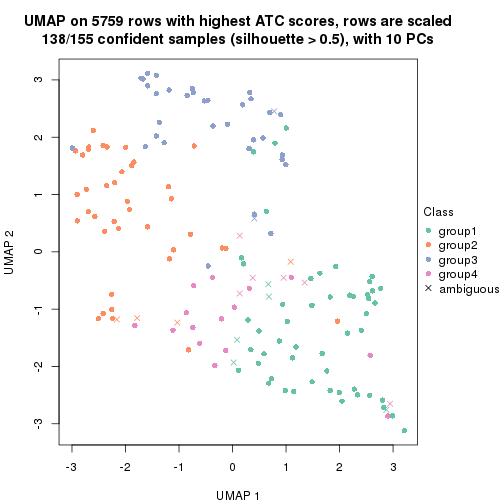 UMAP on 5759 rows with highest ATC scores, rows are scaled
138/155 confident samples (silhouette > 0.5), with 10 PCs
3
2
1
0
-1
-2
-3
UMAP 2
-3 -2 -1 0 1 2 3
UMAP 1
Class
group1
group2
group3
group4
ambiguous